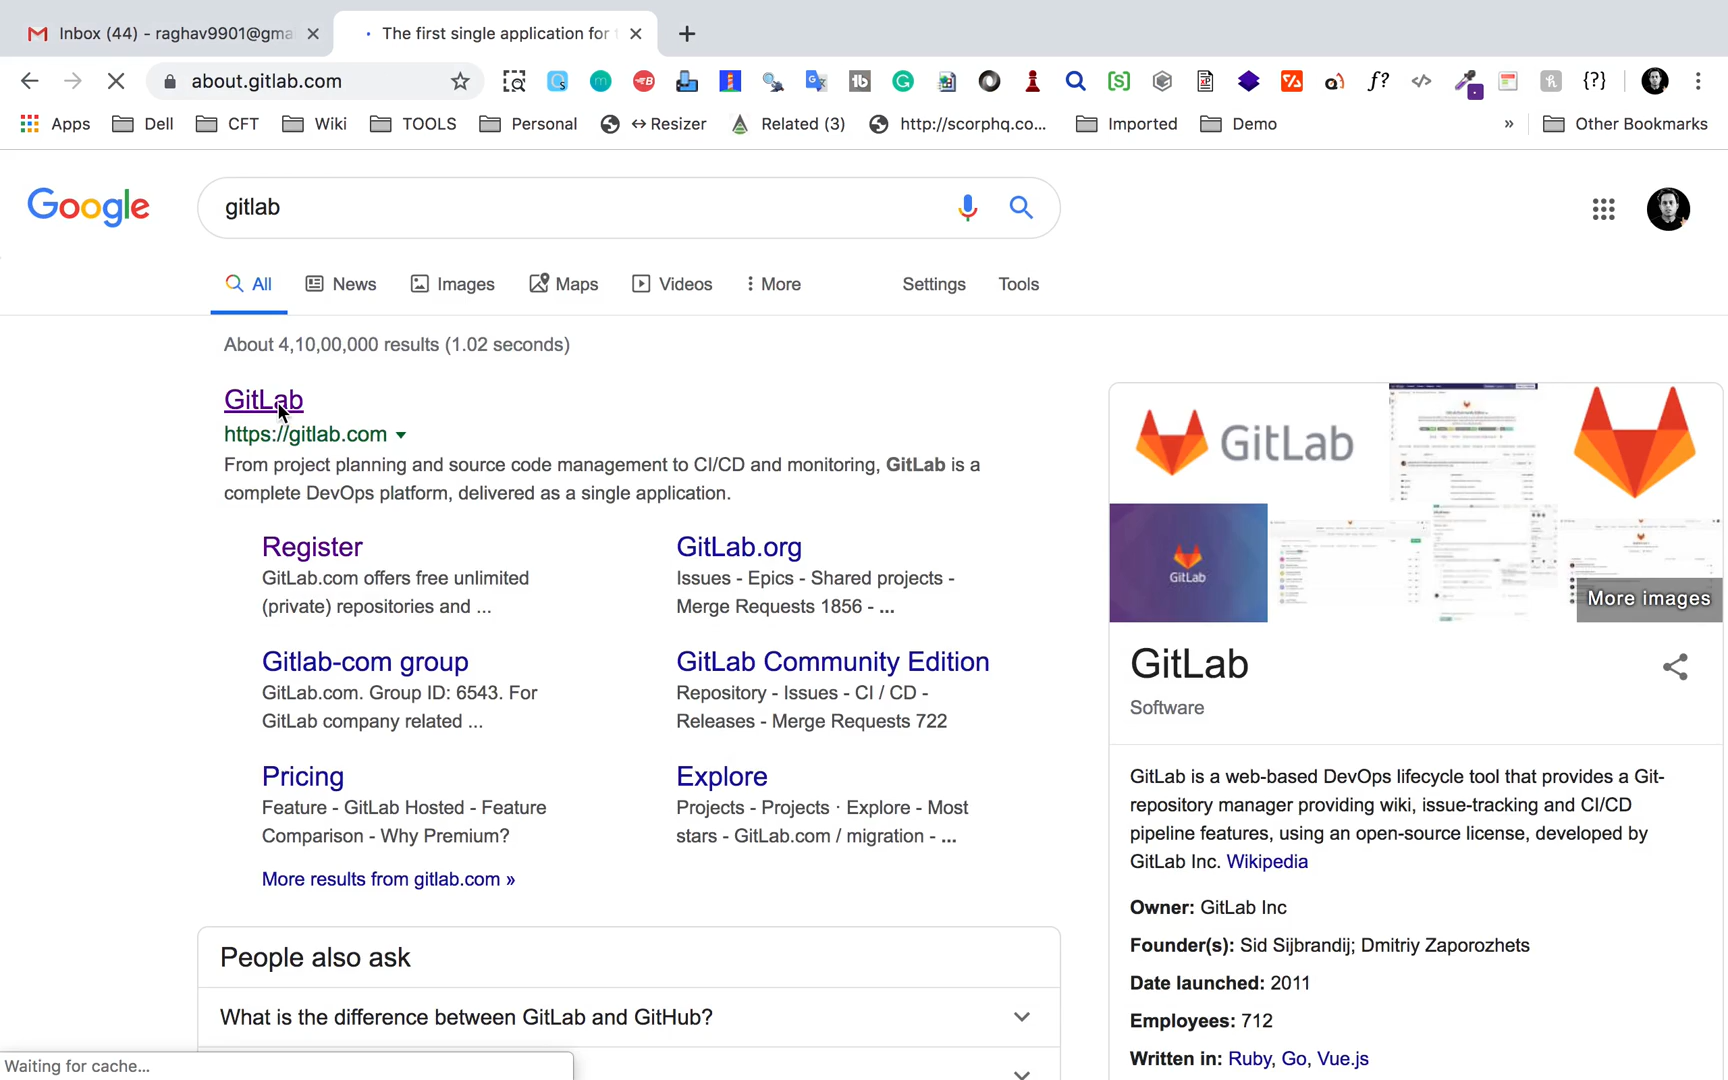 Inbox (44) - raghav9901@gma
The first single application for
about.gitlab.com
Apps
Dell
CFT
Wiki
TOOLS
Personal
↔ Resizer
Related (3)
http://scorphq.co...
Imported
Demo
»
Other Bookmarks
Google
gitlab
All
News
Images
Maps
Videos
More
Settings
Tools
About 4,10,00,000 results (1.02 seconds)
GitLab
https://gitlab.com
From project planning and source code management to CI/CD and monitoring, GitLab is a
complete DevOps platform, delivered as a single application.
Register
GitLab.com offers free unlimited
(private) repositories and ...
GitLab.org
Issues - Epics - Shared projects -
Merge Requests 1856 - ...
Gitlab-com group
GitLab.com. Group ID: 6543. For
GitLab company related ...
GitLab Community Edition
Repository - Issues - CI / CD -
Releases - Merge Requests 722
Pricing
Feature - GitLab Hosted - Feature
Comparison - Why Premium?
Explore
Projects - Projects · Explore - Most
stars - GitLab.com / migration - ...
More results from gitlab.com »
People also ask
What is the difference between GitLab and GitHub?
GitLab
GitLab
More images
GitLab
Software
GitLab is a web-based DevOps lifecycle tool that provides a Git-
repository manager providing wiki, issue-tracking and CI/CD
pipeline features, using an open-source license, developed by
GitLab Inc. Wikipedia
Owner: GitLab Inc
Founder(s): Sid Sijbrandij; Dmitriy Zaporozhets
Date launched: 2011
Employees: 712
Written in: Ruby, Go, Vue.js
Waiting for cache...